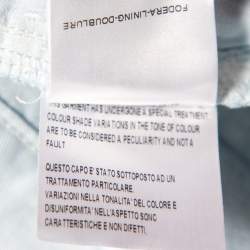 FODERA-LINING-DOUBLURE
THIS GARMENT HAS UNDERGONE A SPECIAL TREATMENT
COLOUR SHADE VARIATIONS IN THE TONE OF COLOUR
ARE TO BE CONSIDERED A PECULIARITY AND NOT A
FAULT
QUESTO CAPO E' STATO SOTTOPOSTO AD UN
TRATTAMENTO PARTICOLARE.
VARIAZIONI NELLA TONALITA' DEL COLORE E
DISUNIFORMITA' NELL'ASPETTO SONO
CARATTERISTICHE E NON DIFETTI